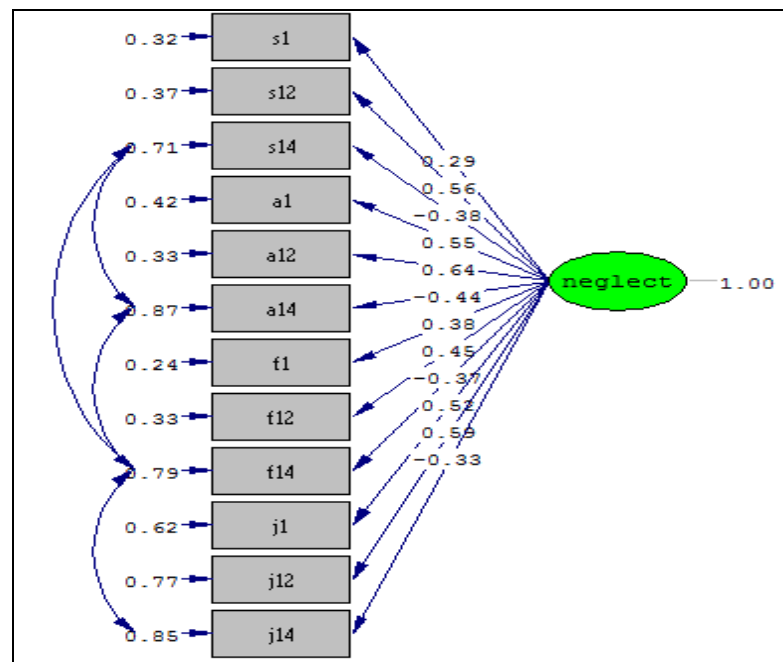 0.32 s1
0.37 s12
0.71 s14
0.42 a1
0.33 a12
0.87 a14
0.24 f1
0.33 f12
0.79 f14
0.62 j1
0.77 j12
0.85 j14
0.29
0.56
-0.38
0.55
0.64
-0.44
0.38
0.45
-0.37
0.52
0.59
-0.33
neglect 1.00